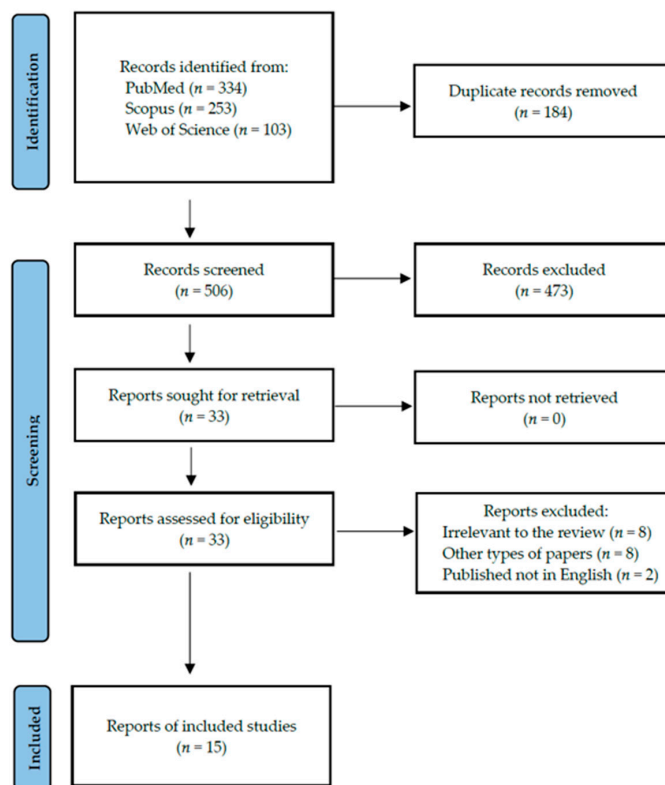 Identification
Records identified from:
PubMed (n = 334)
Scopus (n = 253)
Web of Science (n = 103)
Duplicate records removed
(n = 184)
Screening
Records screened
(n = 506)
Records excluded
(n = 473)
Reports sought for retrieval
(n = 33)
Reports not retrieved
(n = 0)
Reports assessed for eligibility
(n = 33)
Reports excluded:
Irrelevant to the review (n = 8)
Other types of papers (n = 8)
Published not in English (n = 2)
Included
Reports of included studies
(n = 15)